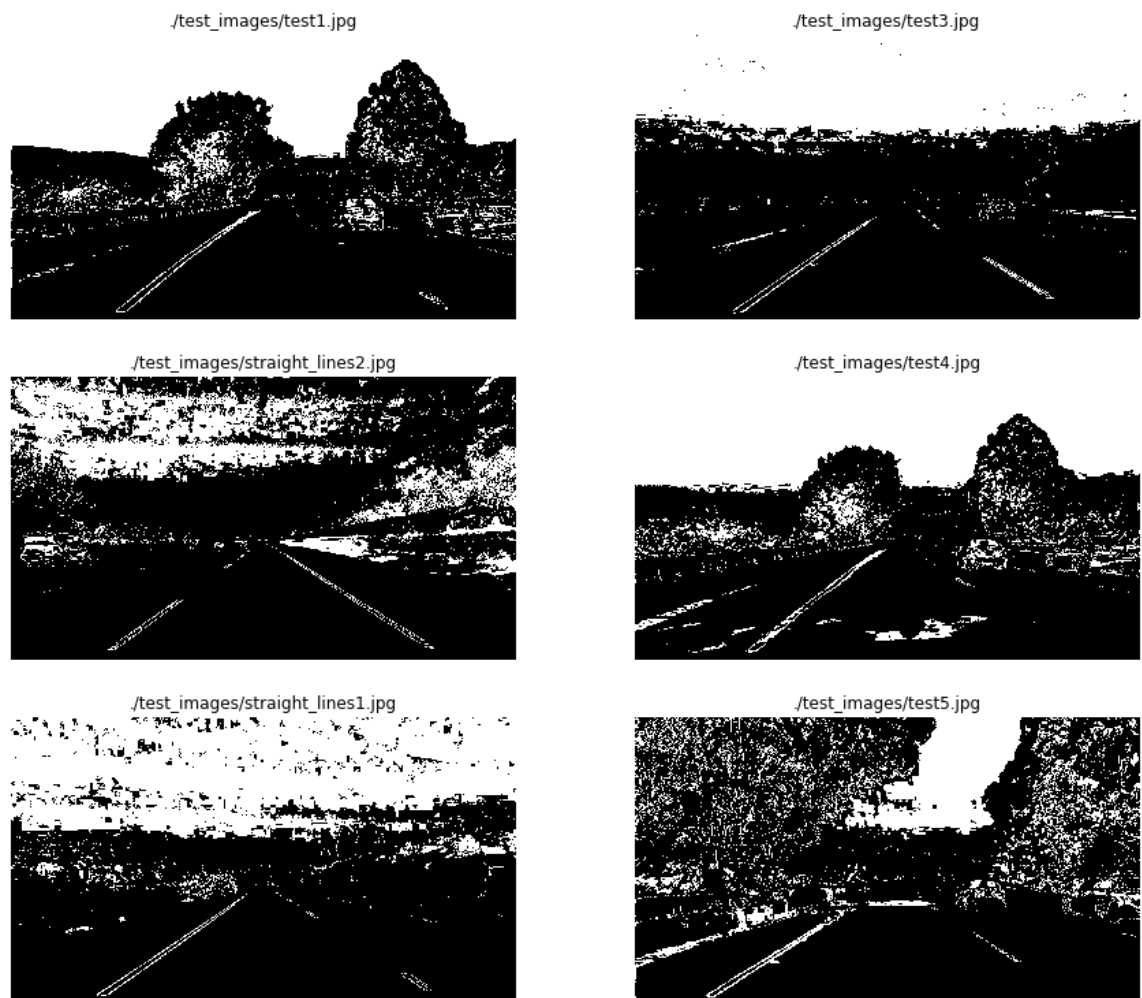 ./test_images/test1.jpg
./test_images/test3.jpg
./test_images/straight_lines2.jpg
./test_images/test4.jpg
./test_images/straight_lines1.jpg
./test_images/test5.jpg